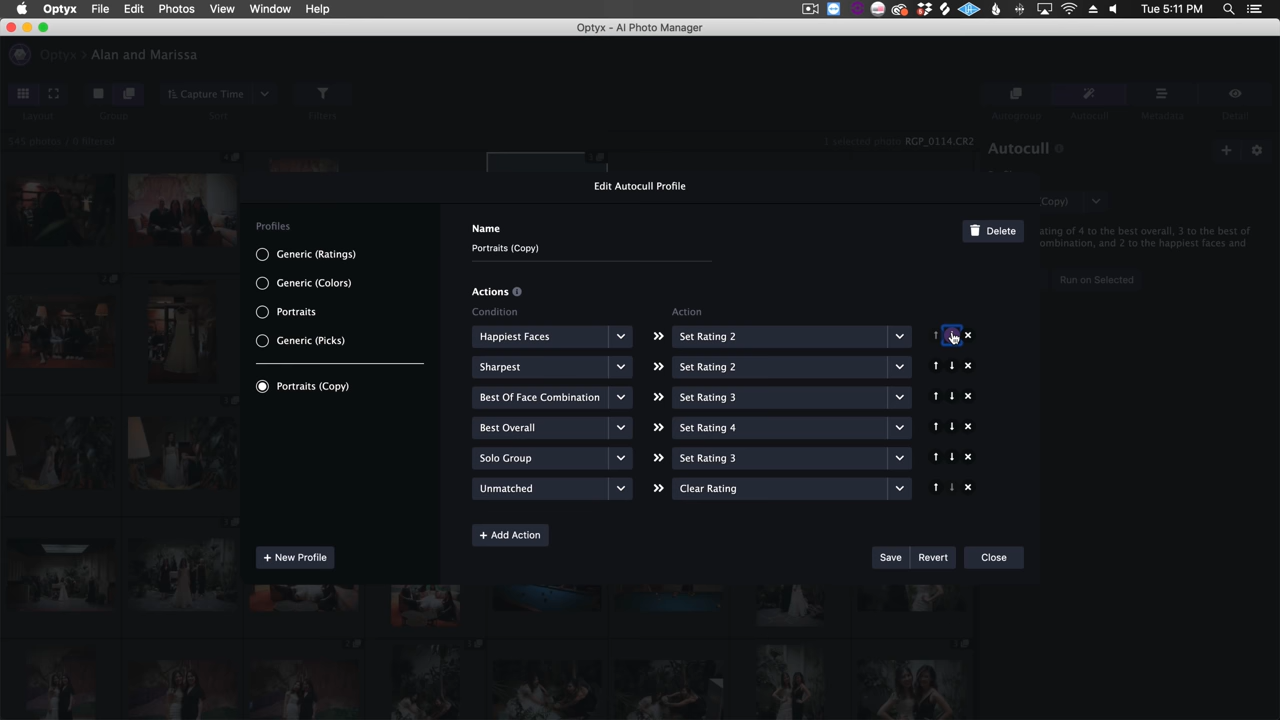 Optyx File Edit Photos View Window Help Tue 5:11 PM
Optyx - AI Photo Manager
Optyx > Alan and Marissa
Capture Time
Layout Group Sort Filters Autogroup Autocull Metadata Detail
545 photos / 0 filtered 1 selected photo RGP_0114.CR2
Autocull
Edit Autocull Profile
(Copy)
Profiles
Generic (Ratings)
Generic (Colors)
Portraits
Generic (Picks)
Portraits (Copy)
+ New Profile
Name
Portraits (Copy)
Delete
Actions
Condition Action
Happiest Faces Set Rating 2
Sharpest Set Rating 2
Best Of Face Combination Set Rating 3
Best Overall Set Rating 4
Solo Group Set Rating 3
Unmatched Clear Rating
+ Add Action
Save Revert Close
ating of 4 to the best overall, 3 to the best of
ombination, and 2 to the happiest faces and
Run on Selected